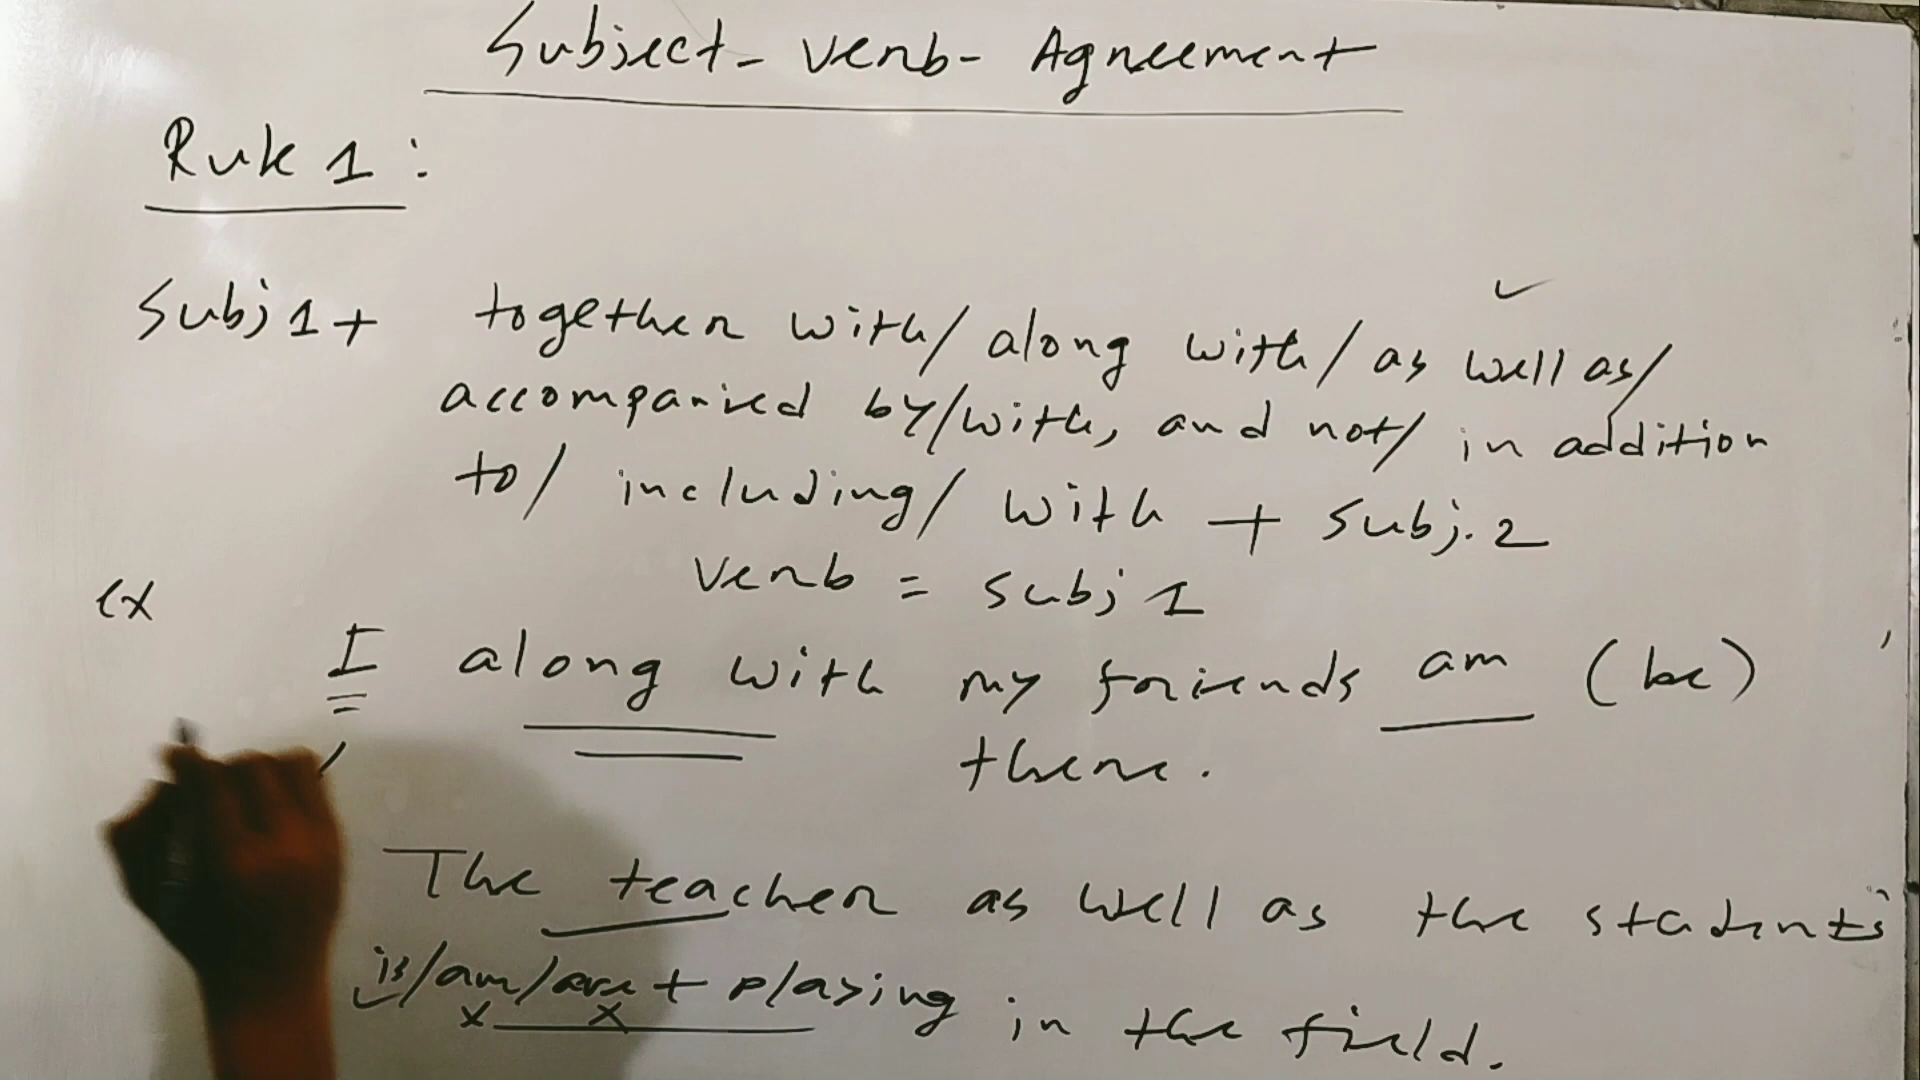 Subject-Verb-Agreement
Rule 1:
Subj 1 + together with/along with/as well as/
accompanied by/with, and not/in addition
to/including/with + Subj. 2
verb = subj 1
ex
I along with my friends am (be)
there.
The teacher as well as the students
is/am/are + playing in the field.